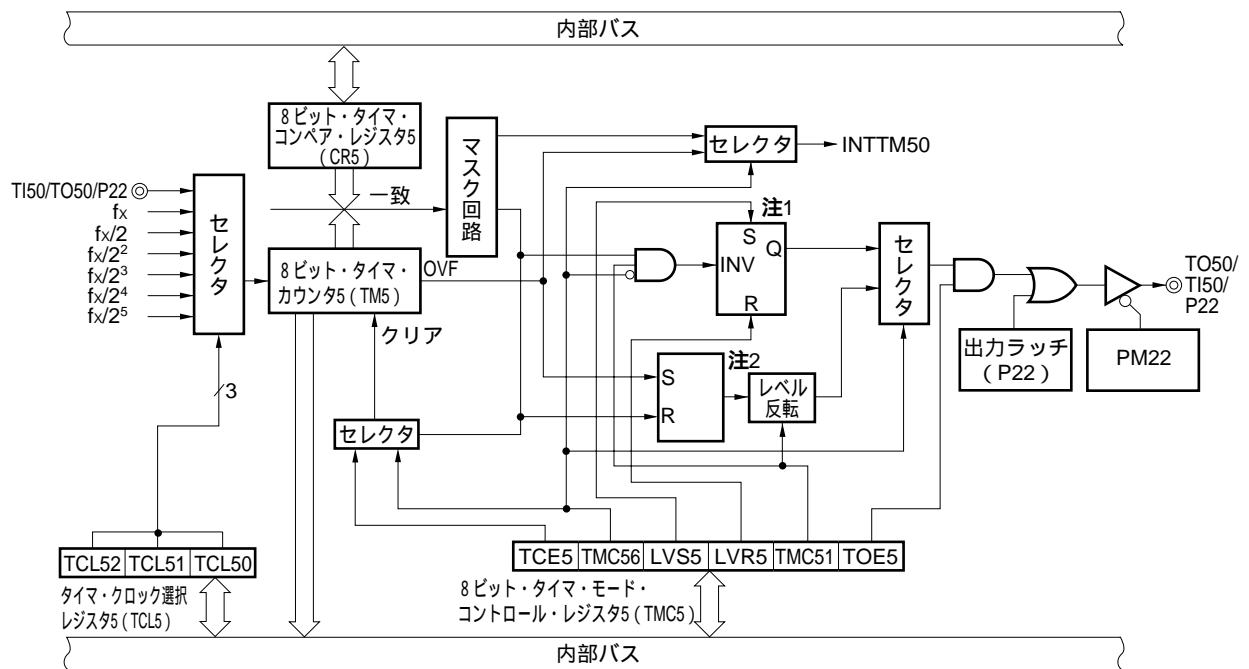 内部バス
8ビット・タイマ・
コンペア・レジスタ5
(CR5)
マスク回路
セレクタ
INTTM50
TI50/TO50/P22
fX
fX/2
fX/2²
fX/2³
fX/2⁴
fX/2⁵
セレクタ
一致
8ビット・タイマ・
カウンタ5(TM5)
OVF
クリア
注1
S
Q
INV
R
セレクタ
TO50/
TI50/
P22
出力ラッチ
(P22)
PM22
注2
S
R
レベル
反転
3
セレクタ
TCL52 TCL51 TCL50
タイマ・クロック選択
レジスタ5(TCL5)
TCE5 TMC56 LVS5 LVR5 TMC51 TOE5
8ビット・タイマ・モード・
コントロール・レジスタ5(TMC5)
内部バス